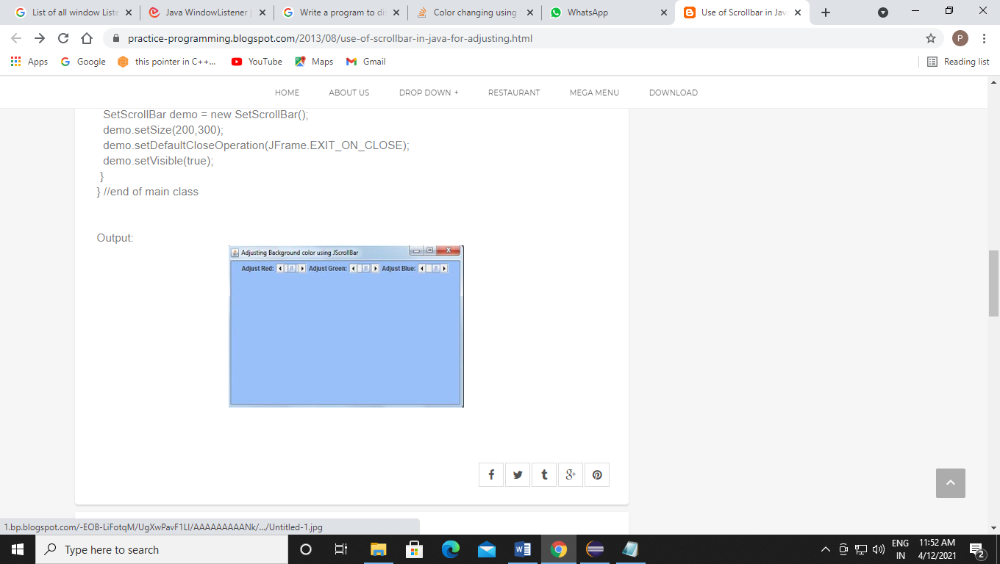 List of all window Liste
Java WindowListener
Write a program to di
Color changing using
WhatsApp
Use of Scrollbar in Jav
practice-programming.blogspot.com/2013/08/use-of-scrollbar-in-java-for-adjusting.html
P
Apps
Google
this pointer in C++...
YouTube
Maps
Gmail
Reading list
HOME
ABOUT US
DROP DOWN +
RESTAURANT
MEGA MENU
DOWNLOAD
SetScrollBar demo = new SetScrollBar();
demo.setSize(200,300);
demo.setDefaultCloseOperation(JFrame.EXIT_ON_CLOSE);
demo.setVisible(true);
}
} //end of main class
Output:
Adjusting Background color using JScrollBar
Adjust Red: Adjust Green: Adjust Blue:
1.bp.blogspot.com/-EOB-LiFotqM/UgXwPavF1LI/AAAAAAAAANk/.../Untitled-1.jpg
Type here to search
ENG
IN
11:52 AM
4/12/2021
2